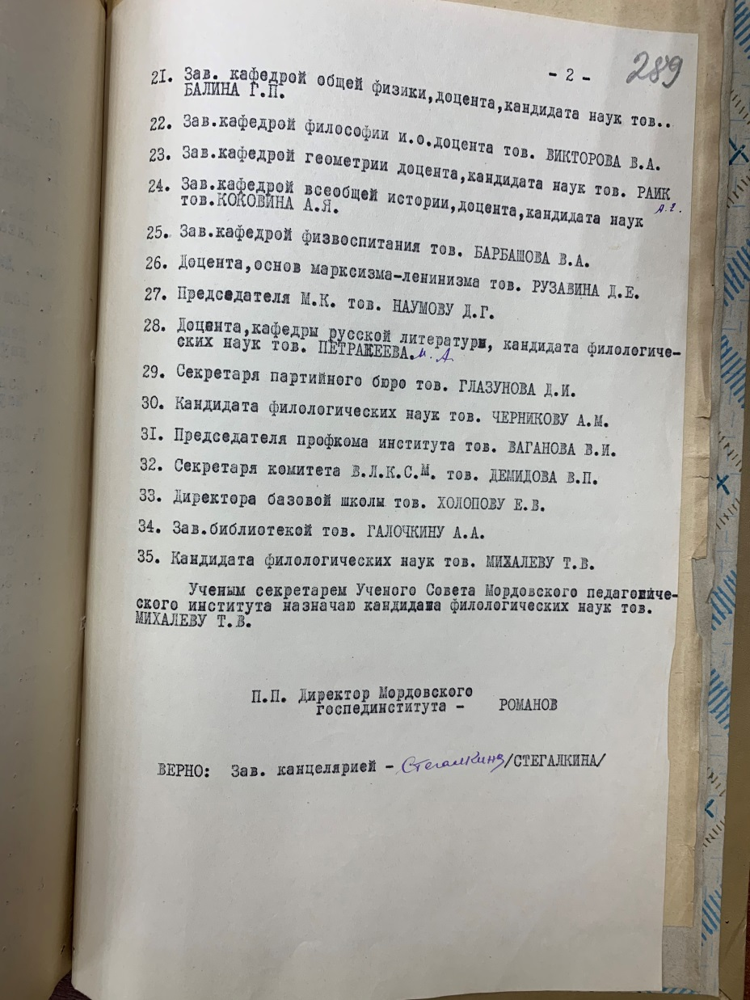 - 2 -
289
21. Зав. кафедрой общей физики,доцента,кандидата наук тов..
БАЛИНА Г.П.
22. Зав.кафедрой философии и.о.доцента тов. ВИКТОРОВА В.А.
23. Зав.кафедрой геометрии доцента,кандидата наук тов. РАИК
А.Е.
24. Зав.кафедрой всеобщей истории,доцента,кандидата наук
тов.КОКОВИНА А.Я.
25. Зав.кафедрой физвоспитания тов. БАРБАШОВА В.А.
26. Доцента,основ марксизма-ленинизма тов. РУЗАВИНА Д.Е.
27. Председателя М.К. тов. НАУМОВУ Д.Г.
28. Доцента,кафедры русской литературы, кандидата филологиче-
ских наук тов. ПЕТРАКЕЕВА. И. А
29. Секретаря партийного бюро тов. ГЛАЗУНОВА Д.И.
30. Кандидата филологических наук тов. ЧЕРНИКОВУ А.М.
31. Председателя профкома института тов. ВАГАНОВА В.И.
32. Секретаря комитета В.Л.К.С.М. тов. ДЕМИДОВА В.П.
33. Директора базовой школы тов. ХОЛОПОВУ Е.В.
34. Зав.библиотекой тов. ГАЛОЧКИНУ А.А.
35. Кандидата филологических наук тов. МИХАЛЕВУ Т.В.
Ученым секретарем Ученого Совета Мордовского педагогиче-
ского института назначаю кандидата филологических наук тов.
МИХАЛЕВУ Т.В.
П.П. Директор Мордовского
госпединститута - РОМАНОВ
ВЕРНО: Зав. канцелярией - Стегалкина/СТЕГАЛКИНА/